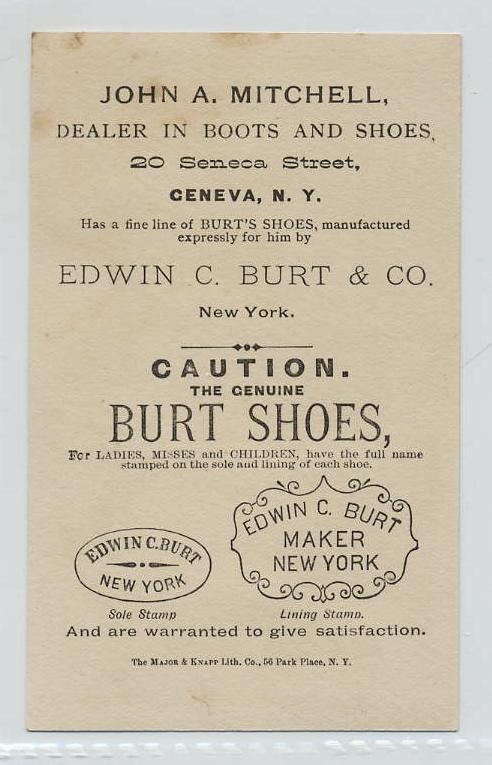 JOHN A. MITCHELL,
DEALER IN BOOTS AND SHOES,
20 Seneca Street,
GENEVA, N. Y.
Has a fine line of BURT'S SHOES, manufactured
expressly for him by
EDWIN C. BURT & CO.
New York.
CAUTION.
THE GENUINE
BURT SHOES,
For LADIES, MISSES and CHILDREN, have the full name
stamped on the sole and lining of each shoe.
EDWIN C. BURT
NEW YORK
Sole Stamp
EDWIN C. BURT
MAKER
NEW YORK
Lining Stamp.
And are warranted to give satisfaction.
The Major & Knapp Lith. Co., 56 Park Place, N. Y.